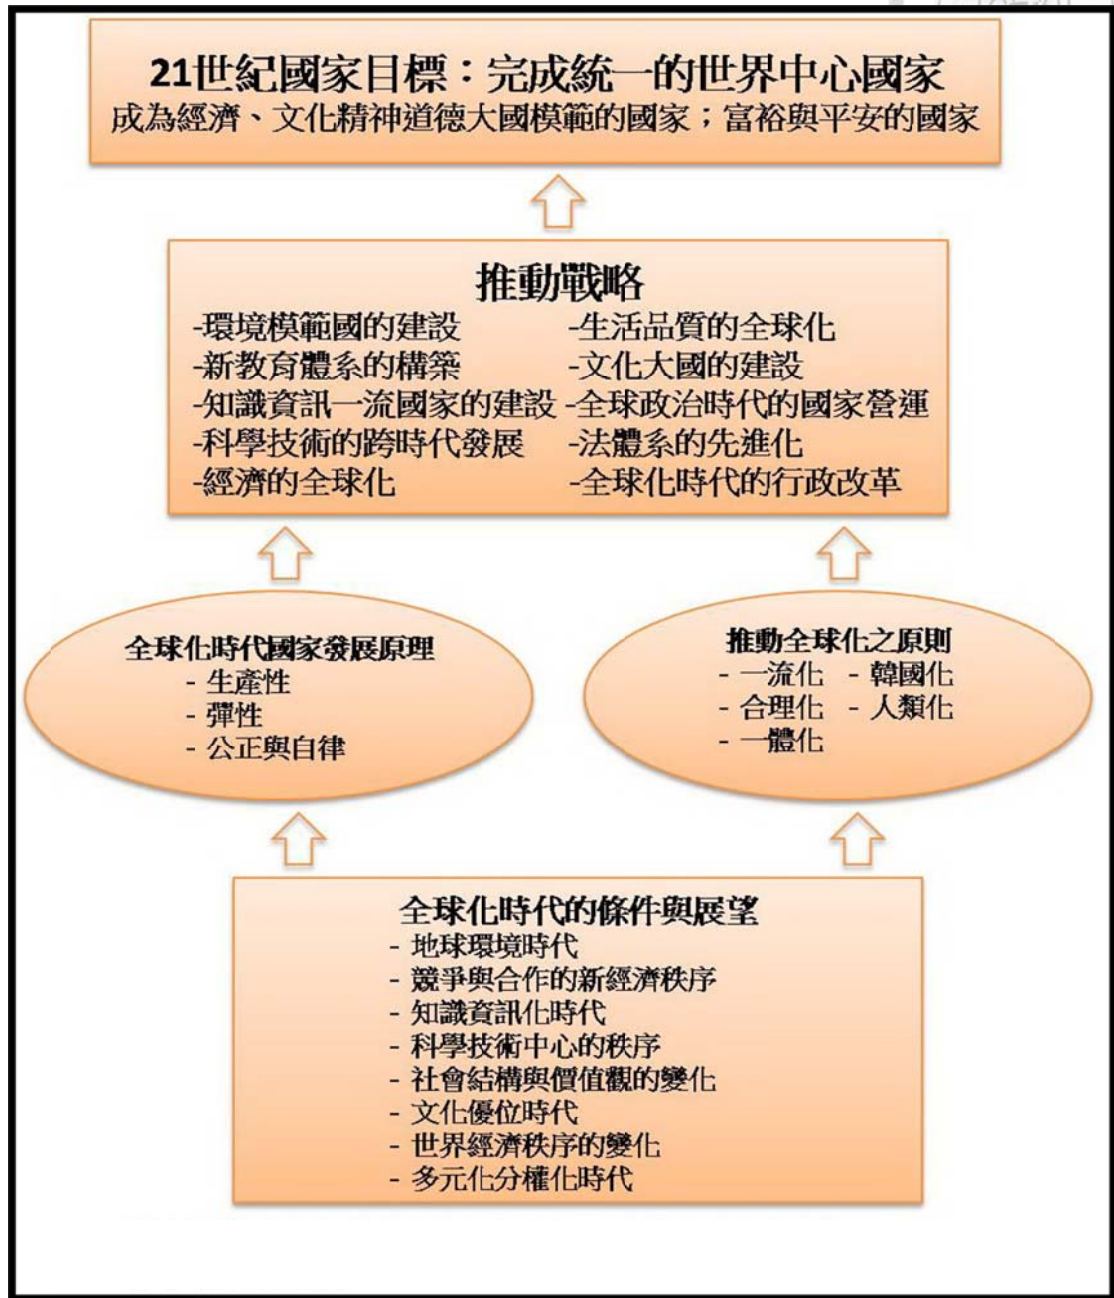 21世紀國家目標：完成統一的世界中心國家
成為經濟、文化精神道德大國模範的國家；富裕與平安的國家
推動戰略
-環境模範國的建設
-新教育體系的構築
-知識資訊一流國家的建設
-科學技術的跨時代發展
-經濟的全球化
-生活品質的全球化
-文化大國的建設
-全球政治時代的國家營運
-法體系的先進化
-全球化時代的行政改革
全球化時代國家發展原理
- 生產性
- 彈性
- 公正與自律
推動全球化之原則
- 一流化
- 合理化
- 一體化
- 韓國化
- 人類化
全球化時代的條件與展望
- 地球環境時代
- 競爭與合作的新經濟秩序
- 知識資訊化時代
- 科學技術中心的秩序
- 社會結構與價值觀的變化
- 文化優位時代
- 世界經濟秩序的變化
- 多元化分權化時代